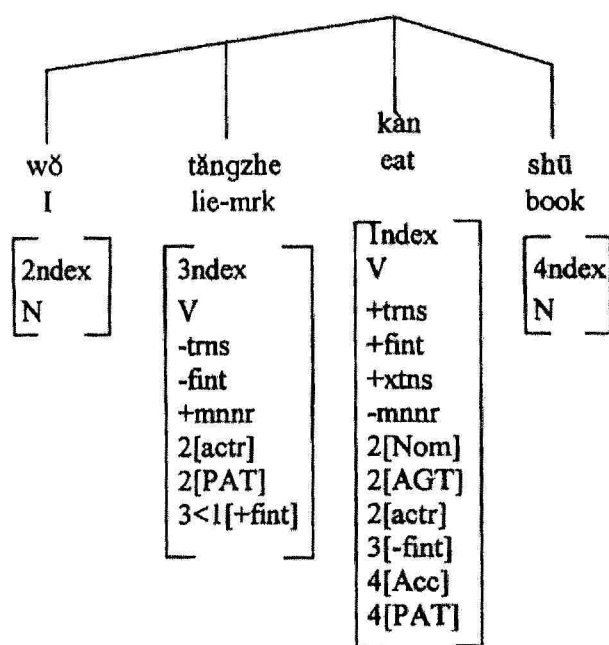 wǒ
I
2ndex
N
tǎngzhe
lie-mrk
3ndex
V
-trns
-fint
+mnnr
2[actr]
2[PAT]
3<1[+fint]
kàn
eat
1ndex
V
+trns
+fint
+xtns
-mnnr
2[Nom]
2[AGT]
2[actr]
3[-fint]
4[Acc]
4[PAT]
shū
book
4ndex
N